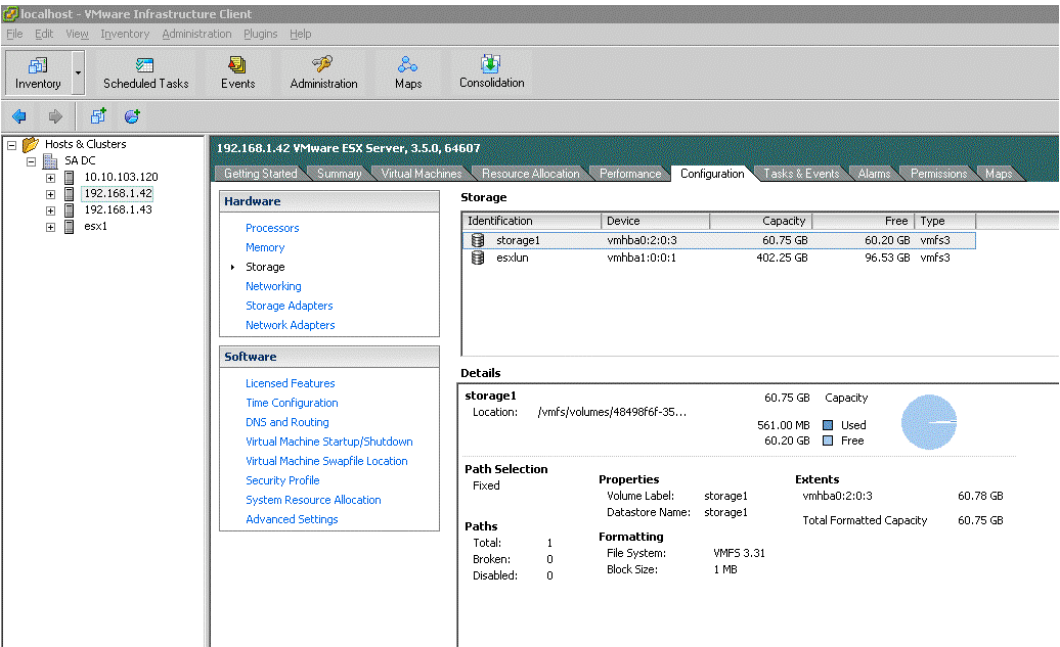 localhost - VMware Infrastructure Client
File Edit View Inventory Administration Plugins Help
Inventory Scheduled Tasks Events Administration Maps Consolidation
Hosts & Clusters
SA DC
10.10.103.120
192.168.1.42
192.168.1.43
esx1
192.168.1.42 VMware ESX Server, 3.5.0, 64607
Getting Started Summary Virtual Machines Resource Allocation Performance Configuration Tasks & Events Alarms Permissions Maps
Hardware
Processors
Memory
Storage
Networking
Storage Adapters
Network Adapters
Software
Licensed Features
Time Configuration
DNS and Routing
Virtual Machine Startup/Shutdown
Virtual Machine Swapfile Location
Security Profile
System Resource Allocation
Advanced Settings
Storage
Identification Device Capacity Free Type
storage1 vmhba0:2:0:3 60.75 GB 60.20 GB vmfs3
esxlun vmhba1:0:0:1 402.25 GB 96.53 GB vmfs3
Details
storage1 60.75 GB Capacity
Location: /vmfs/volumes/48498f6f-35...
561.00 MB Used
60.20 GB Free
Path Selection
Fixed
Paths
Total: 1
Broken: 0
Disabled: 0
Properties
Volume Label: storage1
Datastore Name: storage1
Formatting
File System: VMFS 3.31
Block Size: 1 MB
Extents
vmhba0:2:0:3 60.78 GB
Total Formatted Capacity 60.75 GB